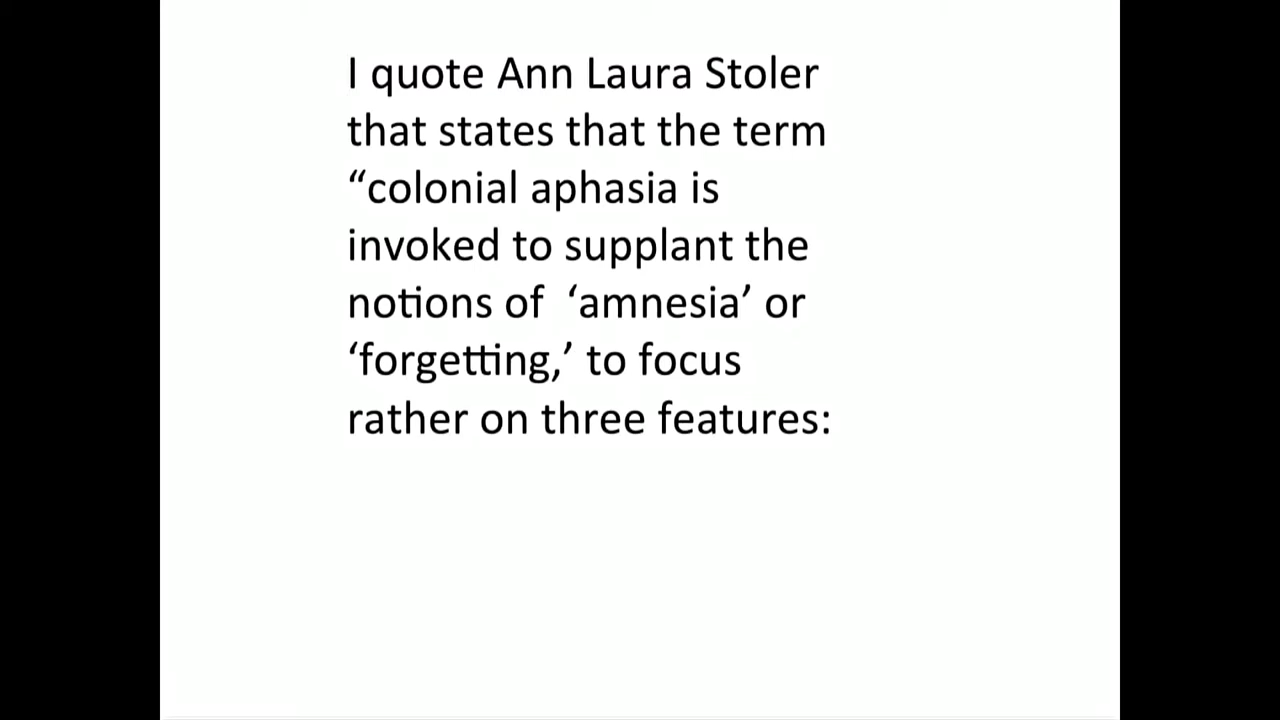 I quote Ann Laura Stoler
that states that the term
“colonial aphasia is
invoked to supplant the
notions of  ‘amnesia’ or
‘forgetting,’ to focus
rather on three features: